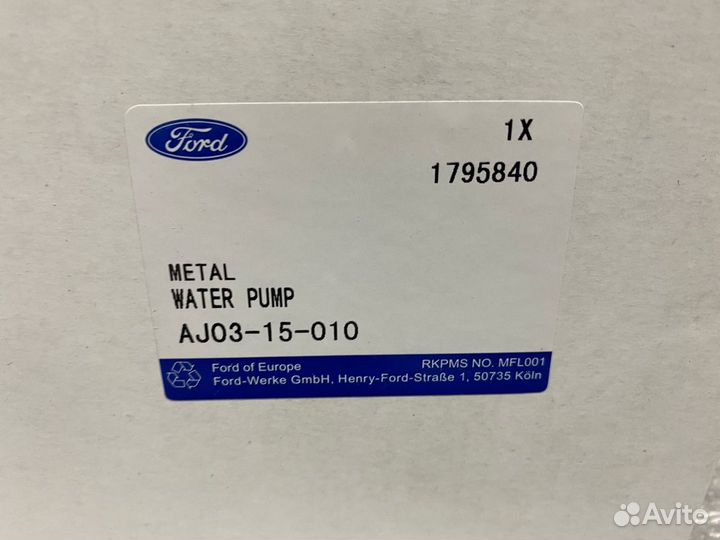 Ford
1X
1795840
METAL
WATER PUMP
AJ03-15-010
Ford of Europe RKPMS NO. MFL001
Ford-Werke GmbH, Henry-Ford-Straße 1, 50735 Köln
Avito